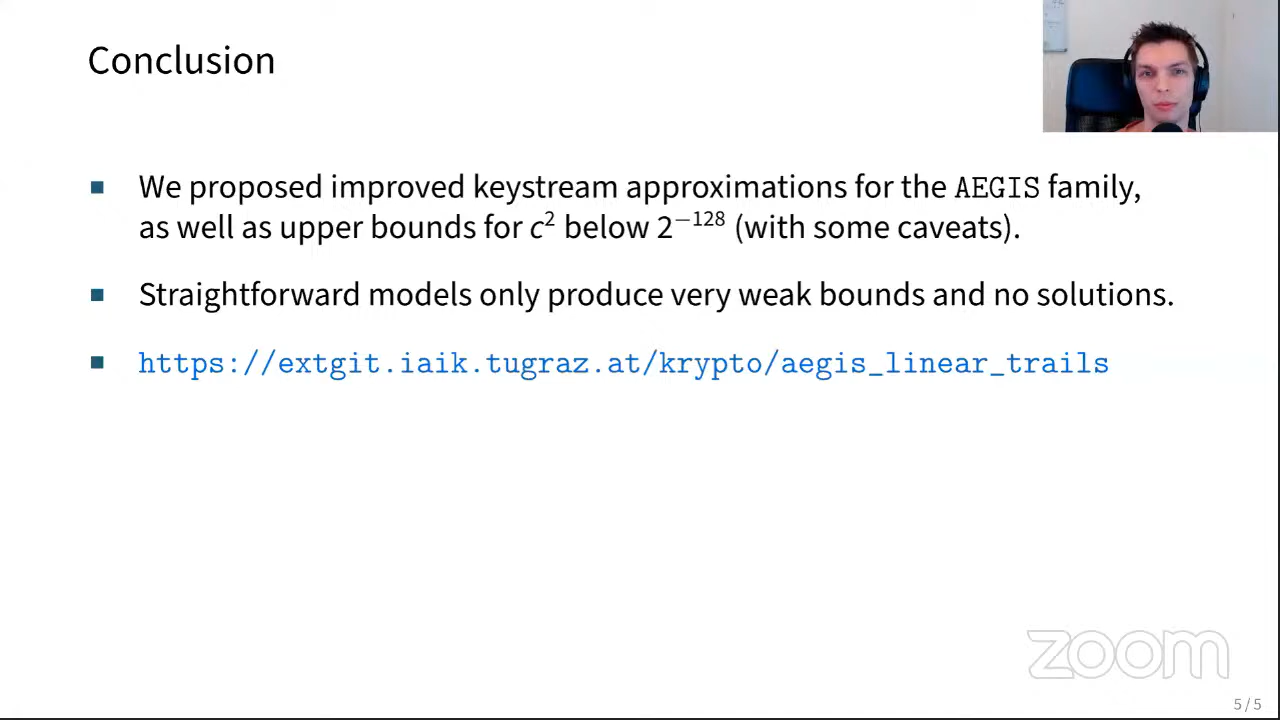 Conclusion
■ We proposed improved keystream approximations for the AEGIS family,
as well as upper bounds for c² below 2⁻¹²⁸ (with some caveats).
■ Straightforward models only produce very weak bounds and no solutions.
■ https://extgit.iaik.tugraz.at/krypto/aegis_linear_trails
zoom
5 / 5